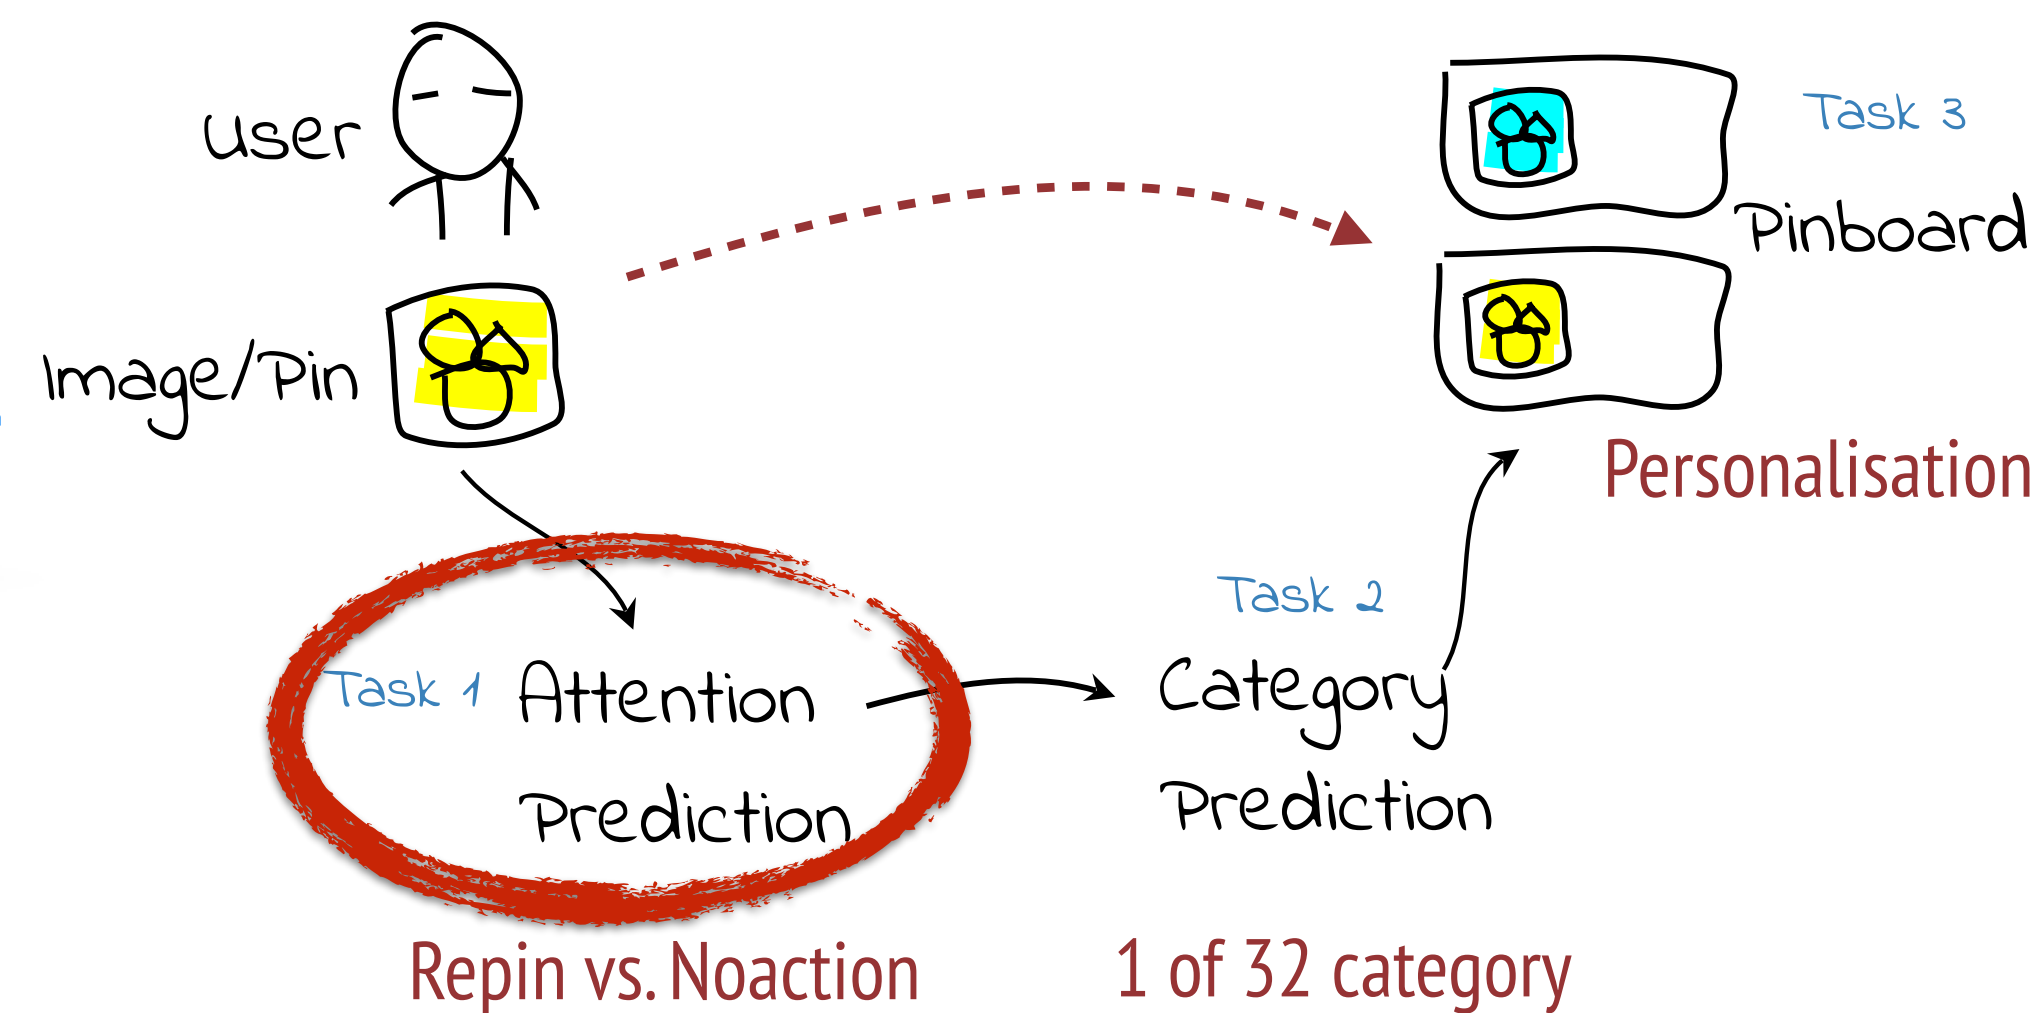 User
Image/Pin
Task 3
Pinboard
Personalisation
Task 1
Attention
Prediction
Repin vs. Noaction
Task 2
Category
Prediction
1 of 32 category